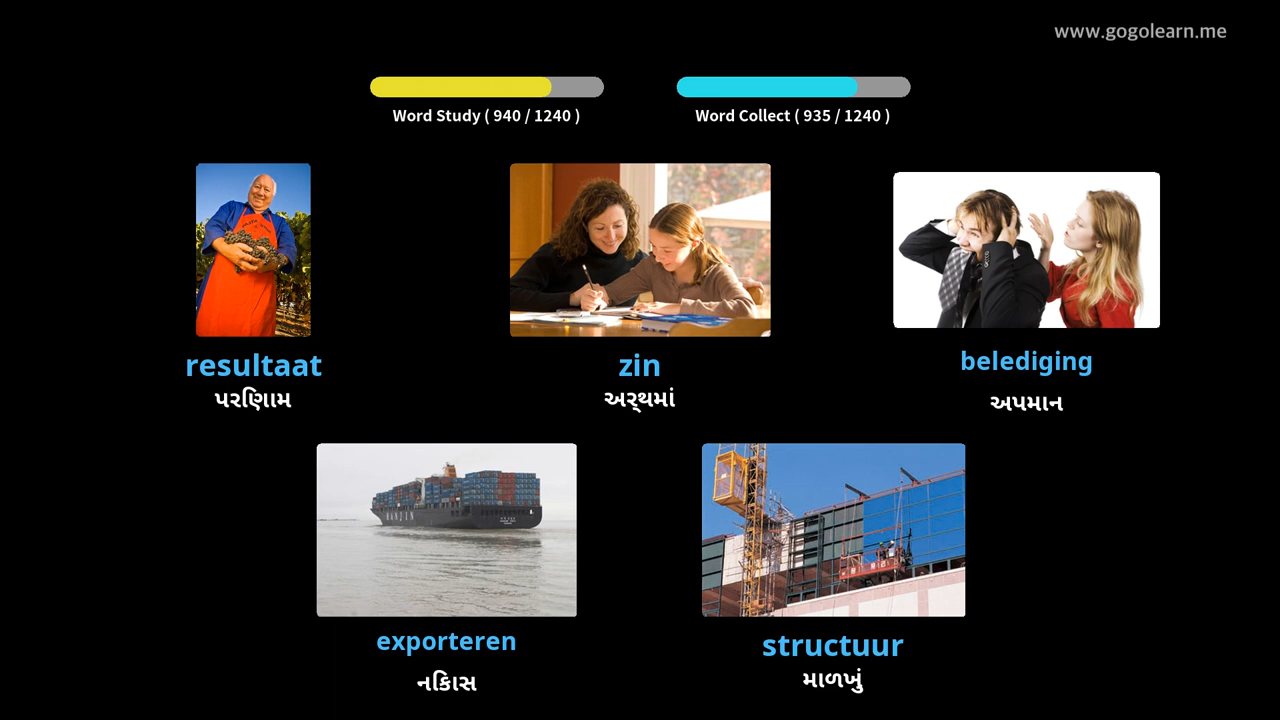 www.gogolearn.me
Word Study ( 940 / 1240 )
Word Collect ( 935 / 1240 )
resultaat
પરિણામ
zin
અર્થમાં
belediging
અપમાન
HANJIN
exporteren
નિકાસ
structuur
માળખું